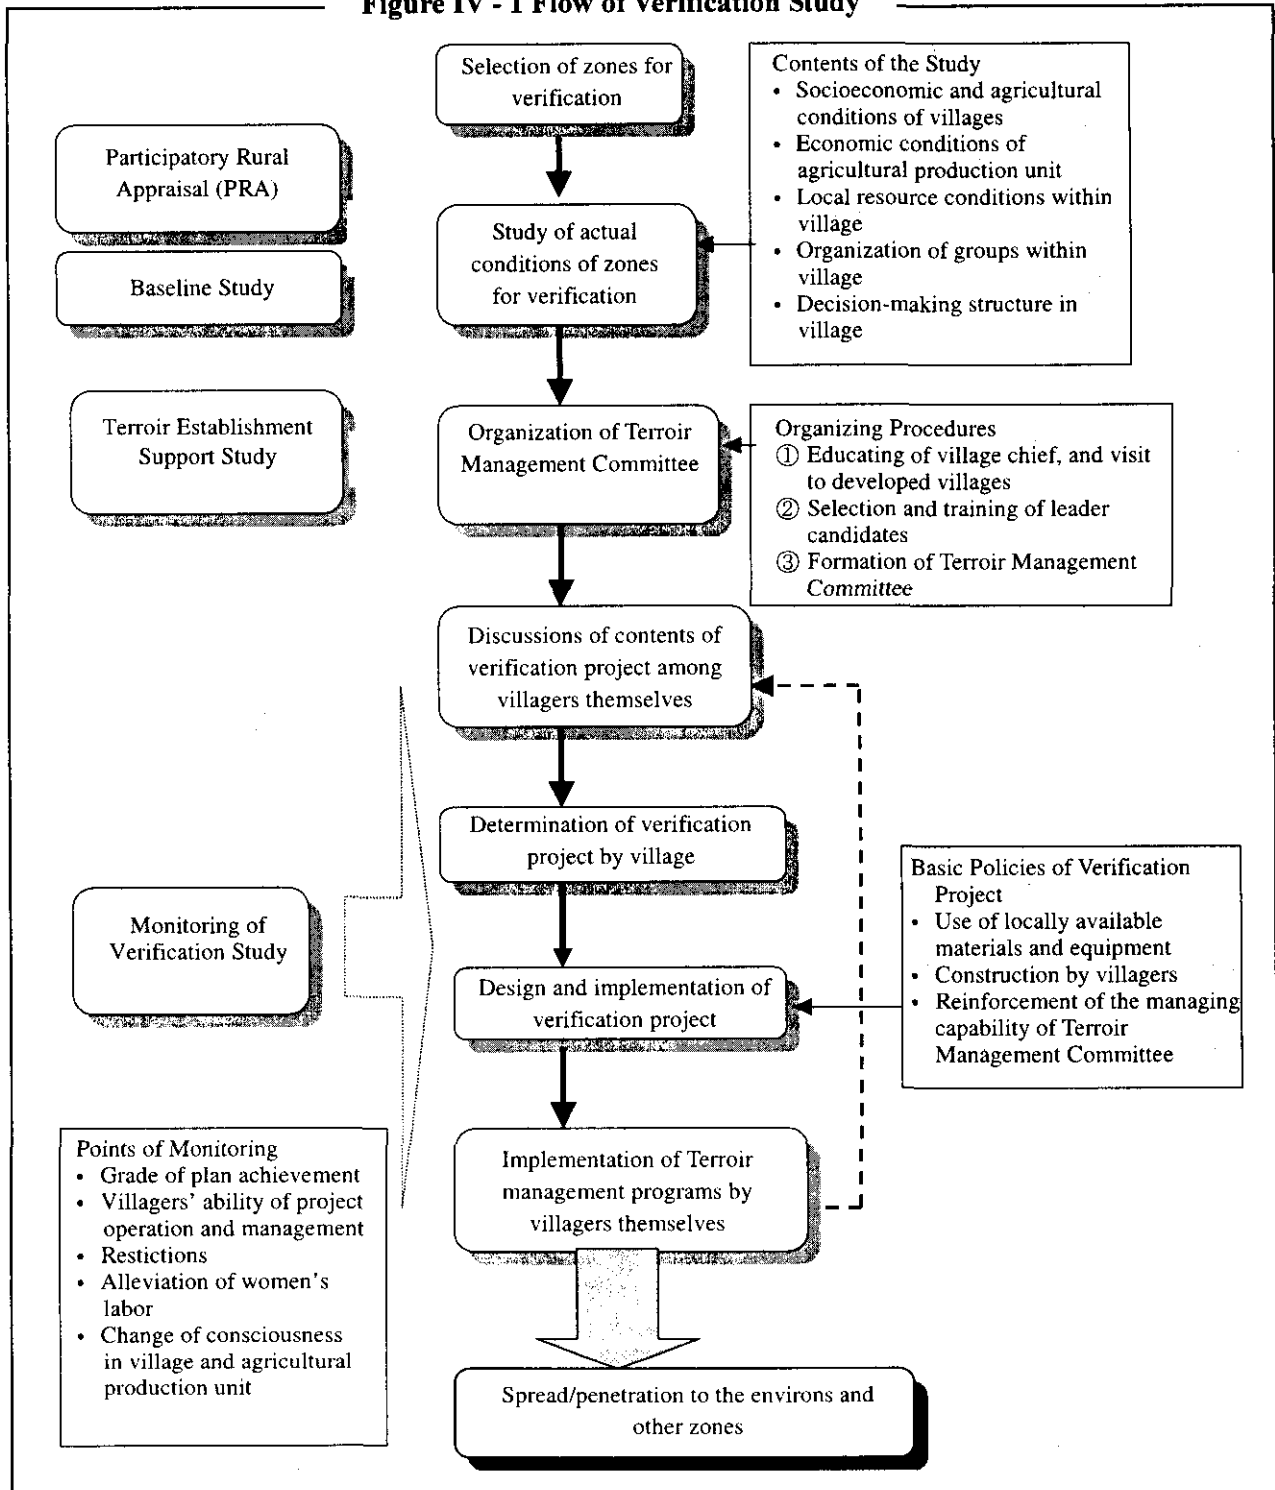 Figure IV - 1 Flow of Verification Study
Selection of zones for
verification
Contents of the Study
• Socioeconomic and agricultural
conditions of villages
• Economic conditions of
agricultural production unit
• Local resource conditions within
village
• Organization of groups within
village
• Decision-making structure in
village
Participatory Rural
Appraisal (PRA)
Baseline Study
Study of actual
conditions of zones
for verification
Terroir Establishment
Support Study
Organization of Terroir
Management Committee
Organizing Procedures
① Educating of village chief, and visit
to developed villages
② Selection and training of leader
candidates
③ Formation of Terroir Management
Committee
Discussions of contents of
verification project among
villagers themselves
Determination of verification
project by village
Monitoring of
Verification Study
Design and implementation of
verification project
Basic Policies of Verification
Project
• Use of locally available
materials and equipment
• Construction by villagers
• Reinforcement of the managing
capability of Terroir
Management Committee
Points of Monitoring
• Grade of plan achievement
• Villagers' ability of project
operation and management
• Restictions
• Alleviation of women's
labor
• Change of consciousness
in village and agricultural
production unit
Implementation of Terroir
management programs by
villagers themselves
Spread/penetration to the environs and
other zones